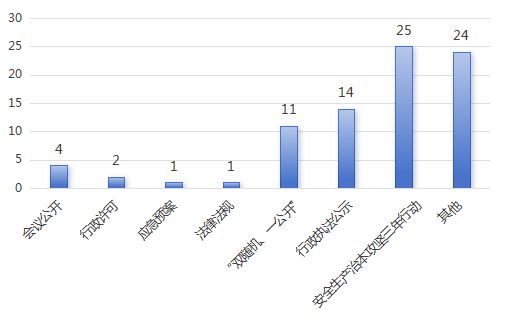 30
25
20
15
10
5
0
4
2
1
1
11
14
25
24
会议公开
行政许可
应急预案
法律法规
“双随机、一公开”
行政执法公示
安全生产治本攻坚三年行动
其他